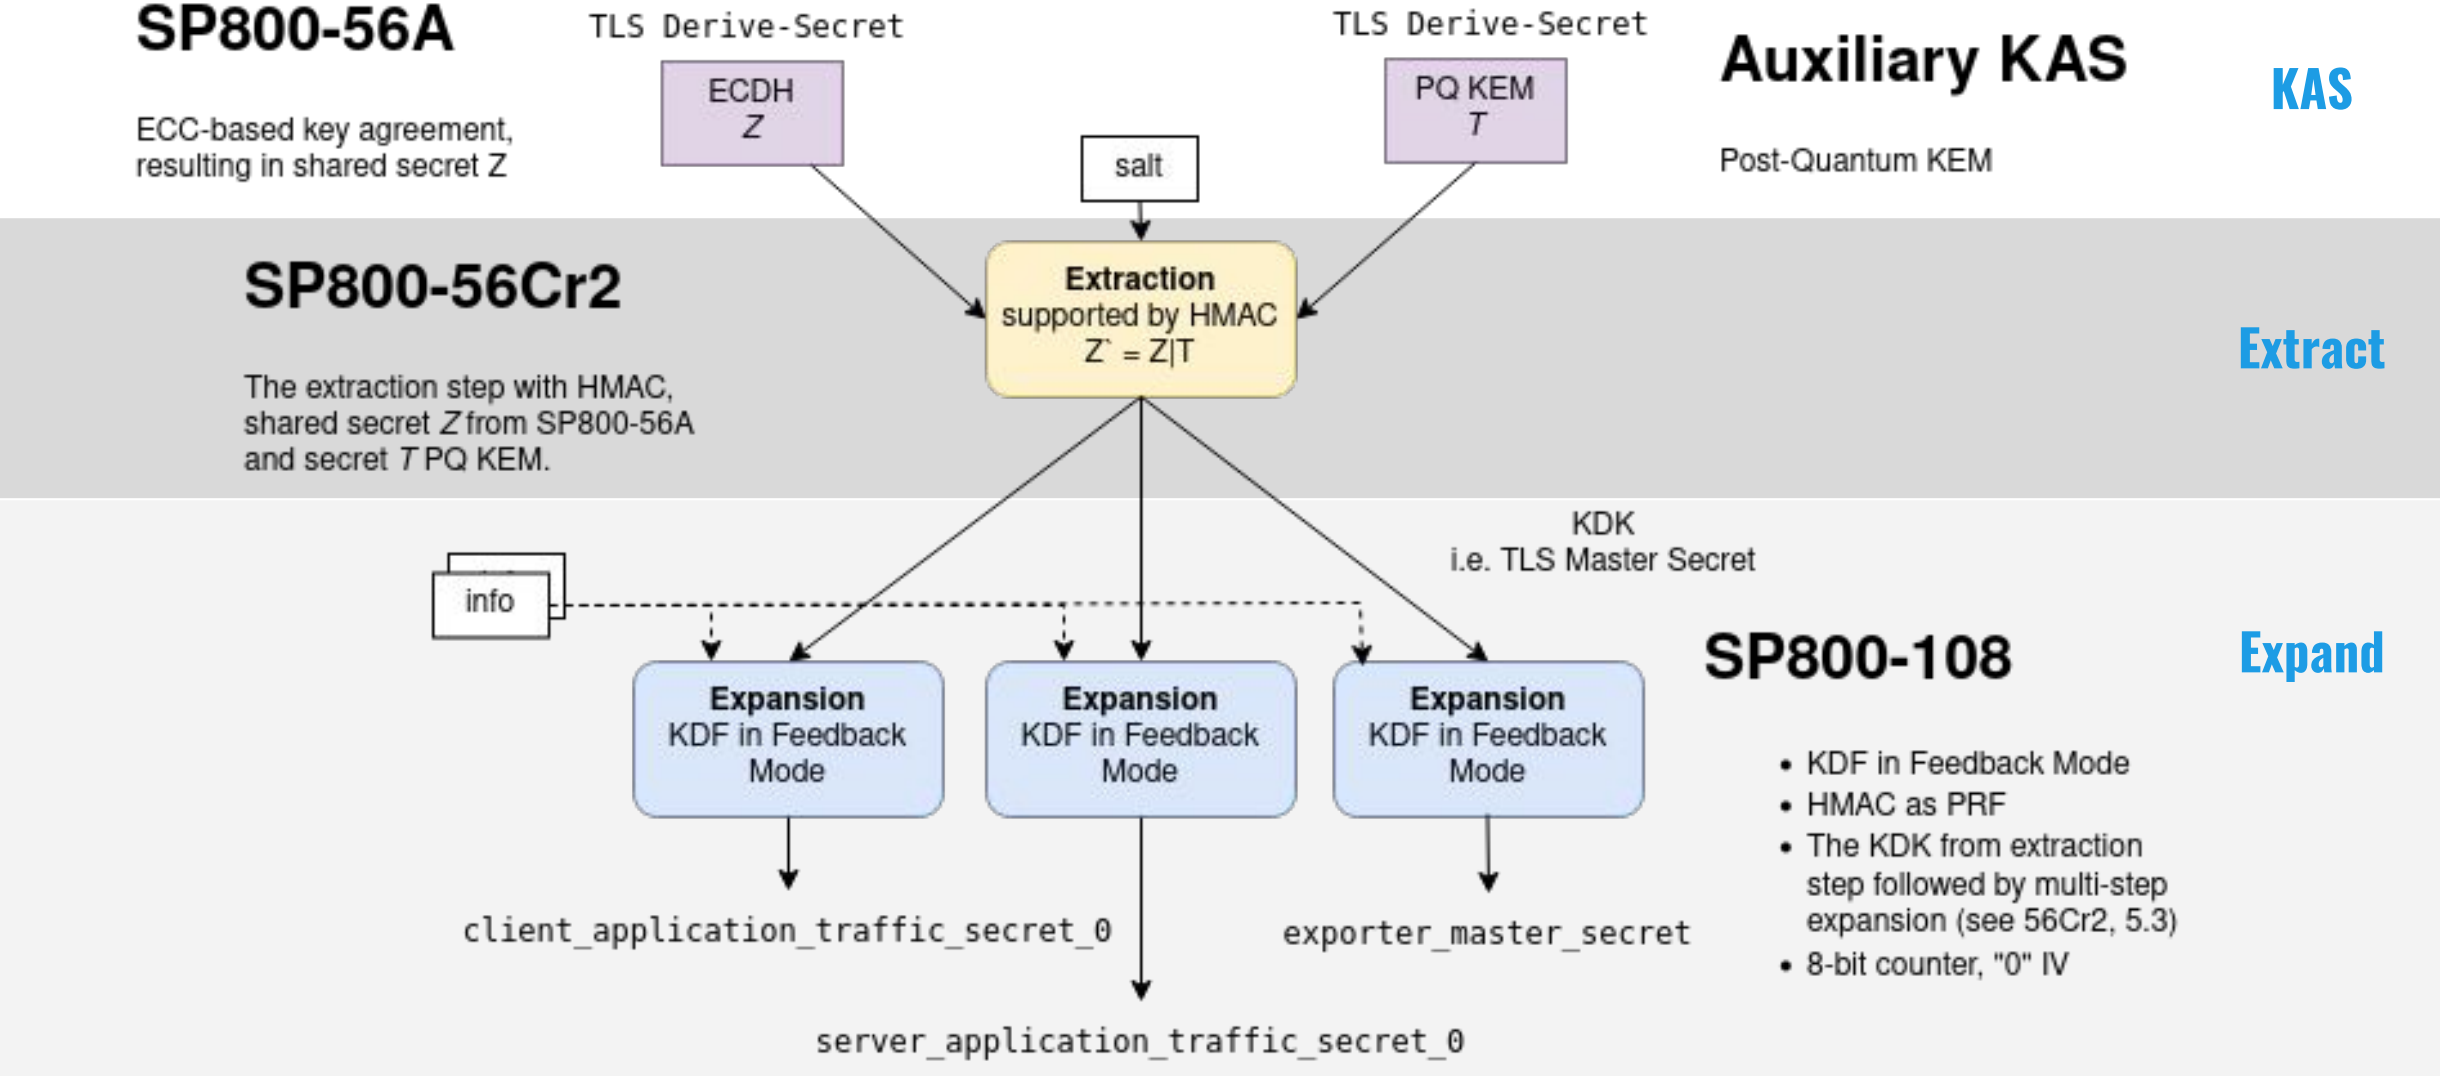 SP800-56A
ECC-based key agreement,
resulting in shared secret Z
TLS Derive-Secret
ECDH
Z
salt
TLS Derive-Secret
PQ KEM
T
Auxiliary KAS
Post-Quantum KEM
KAS
SP800-56Cr2
The extraction step with HMAC,
shared secret Z from SP800-56A
and secret T PQ KEM.
Extraction
supported by HMAC
Z` = Z|T
Extract
KDK
i.e. TLS Master Secret
info
Expansion
KDF in Feedback
Mode
Expansion
KDF in Feedback
Mode
Expansion
KDF in Feedback
Mode
client_application_traffic_secret_0
server_application_traffic_secret_0
exporter_master_secret
SP800-108
• KDF in Feedback Mode
• HMAC as PRF
• The KDK from extraction
step followed by multi-step
expansion (see 56Cr2, 5.3)
• 8-bit counter, "0" IV
Expand